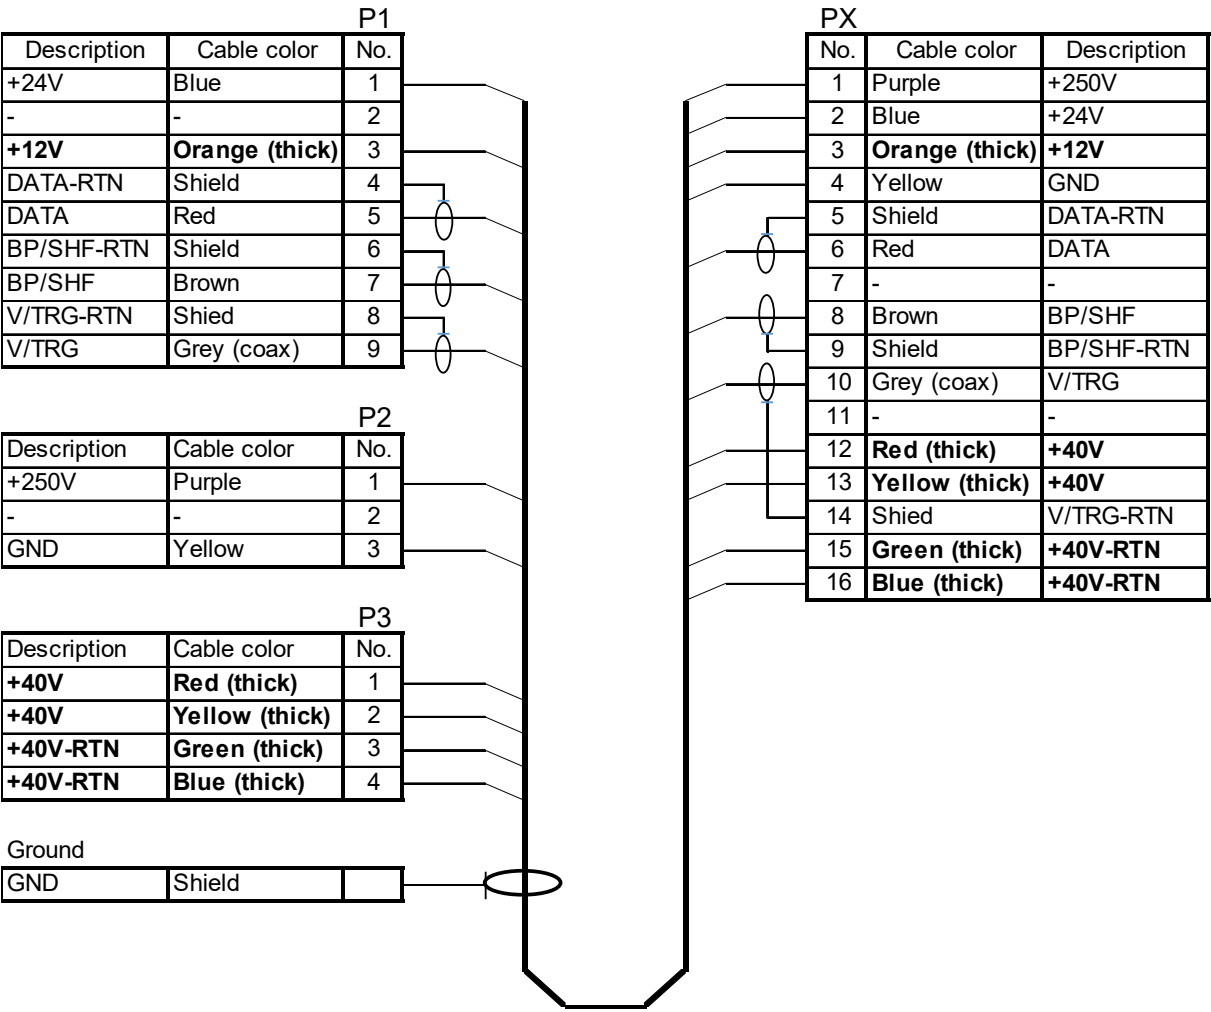 P1
Description Cable color No.
+24V Blue 1
- - 2
+12V Orange (thick) 3
DATA-RTN Shield 4
DATA Red 5
BP/SHF-RTN Shield 6
BP/SHF Brown 7
V/TRG-RTN Shied 8
V/TRG Grey (coax) 9
P2
Description Cable color No.
+250V Purple 1
- - 2
GND Yellow 3
P3
Description Cable color No.
+40V Red (thick) 1
+40V Yellow (thick) 2
+40V-RTN Green (thick) 3
+40V-RTN Blue (thick) 4
Ground
GND Shield
PX
No. Cable color Description
1 Purple +250V
2 Blue +24V
3 Orange (thick) +12V
4 Yellow GND
5 Shield DATA-RTN
6 Red DATA
7 - -
8 Brown BP/SHF
9 Shield BP/SHF-RTN
10 Grey (coax) V/TRG
11 - -
12 Red (thick) +40V
13 Yellow (thick) +40V
14 Shied V/TRG-RTN
15 Green (thick) +40V-RTN
16 Blue (thick) +40V-RTN